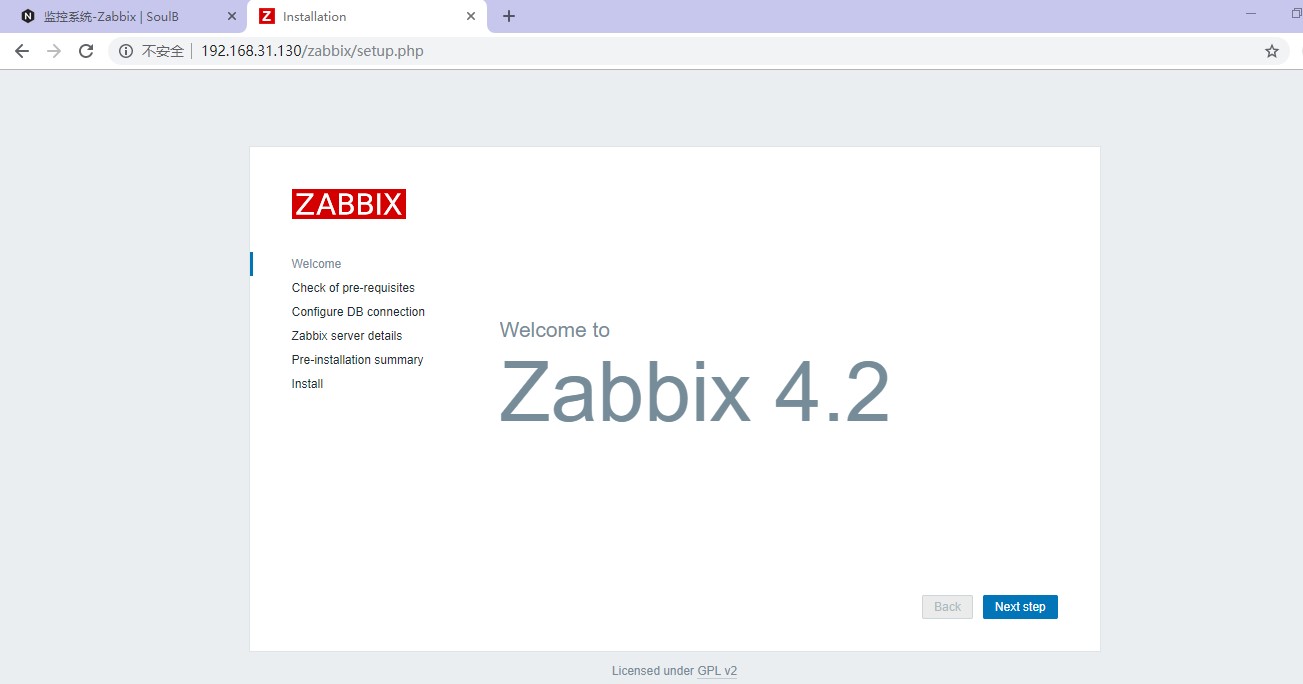 监控系统-Zabbix | SoulB
Installation
不安全 192.168.31.130/zabbix/setup.php
ZABBIX
Welcome
Check of pre-requisites
Configure DB connection
Zabbix server details
Pre-installation summary
Install
Welcome to
Zabbix 4.2
Back
Next step
Licensed under GPL v2